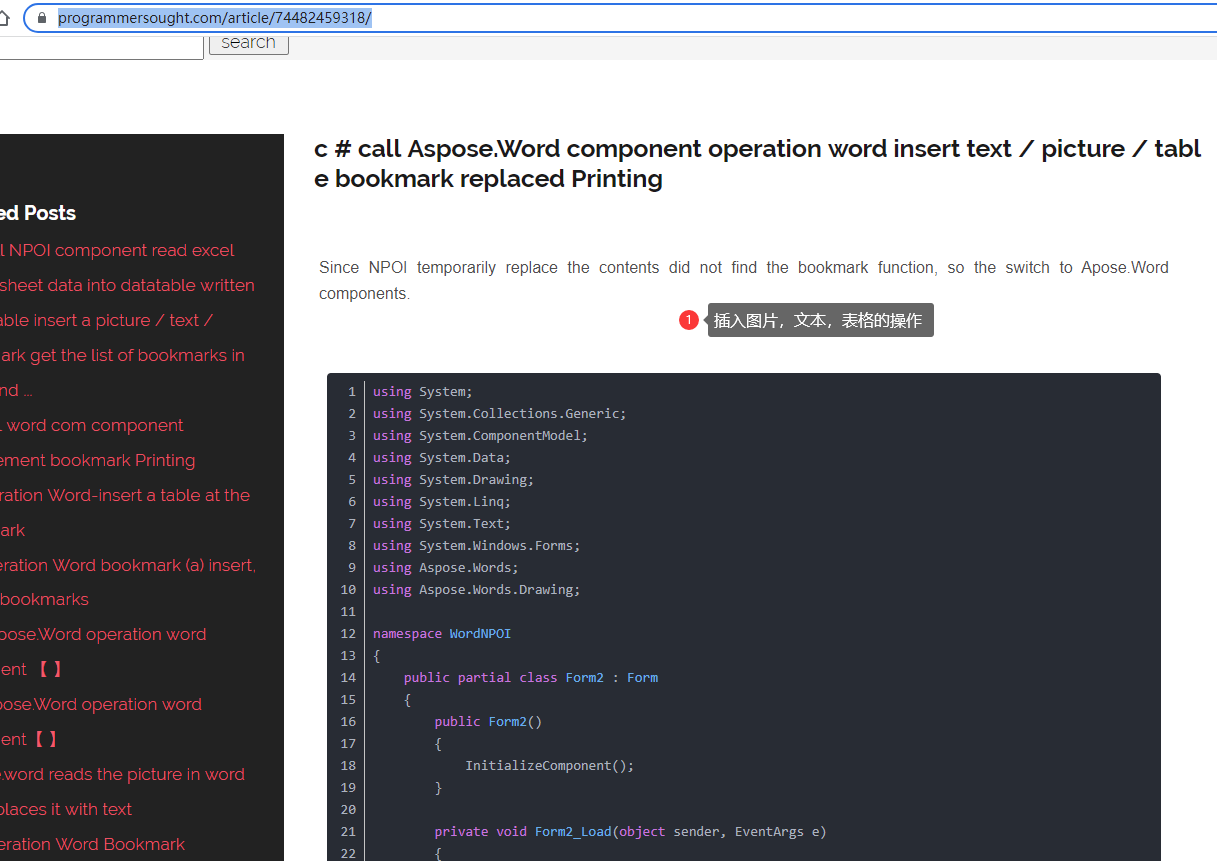 programmersought.com/article/74482459318/
search
c # call Aspose.Word component operation word insert text / picture / tabl
e bookmark replaced Printing
Since NPOI temporarily replace the contents did not find the bookmark function, so the switch to Apose.Word
components.
1 插入图片，文本，表格的操作
ed Posts
l NPOI component read excel
sheet data into datatable written
able insert a picture / text /
ark get the list of bookmarks in
nd ...
. word com component
ement bookmark Printing
ration Word-insert a table at the
ark
eration Word bookmark (a) insert,
bookmarks
pose.Word operation word
ent 【 】
pose.Word operation word
ent【 】
e.word reads the picture in word
places it with text
eration Word Bookmark
1 using System;
2 using System.Collections.Generic;
3 using System.ComponentModel;
4 using System.Data;
5 using System.Drawing;
6 using System.Linq;
7 using System.Text;
8 using System.Windows.Forms;
9 using Aspose.Words;
10 using Aspose.Words.Drawing;
11
12 namespace WordNPOI
13 {
14 public partial class Form2 : Form
15 {
16 public Form2()
17 {
18 InitializeComponent();
19 }
20
21 private void Form2_Load(object sender, EventArgs e)
22 {